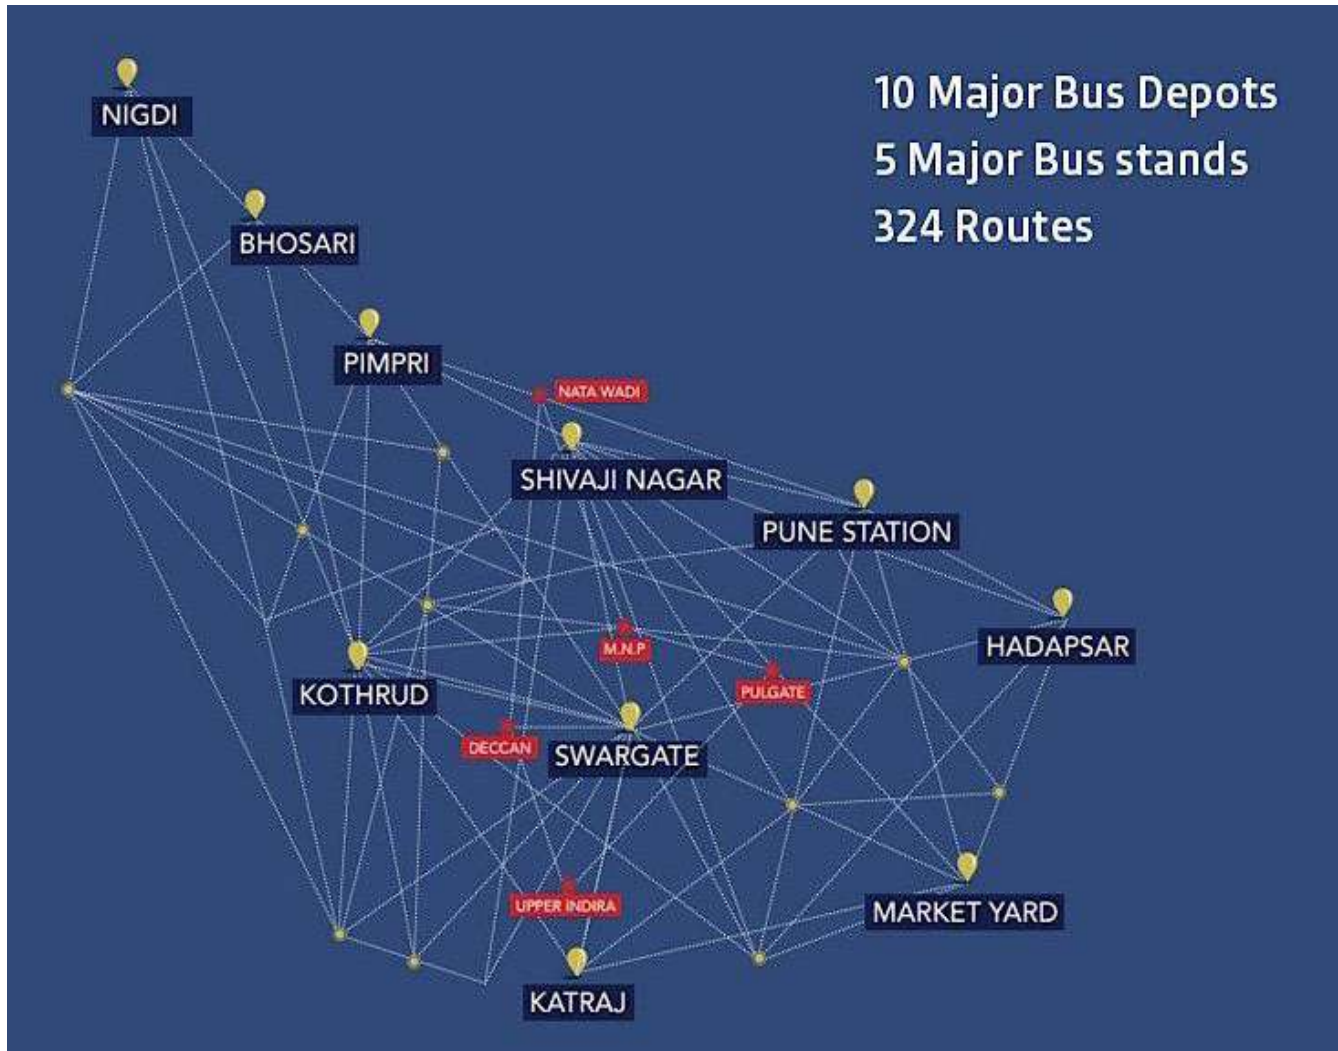 NIGDI
10 Major Bus Depots
5 Major Bus stands
324 Routes
BHOSARI
PIMPRI
NATA WADI
SHIVAJI NAGAR
PUNE STATION
HADAPSAR
M.N.P
PULGATE
KOTHRUD
DECCAN
SWARGATE
UPPER INDIRA
MARKET YARD
KATRAJ